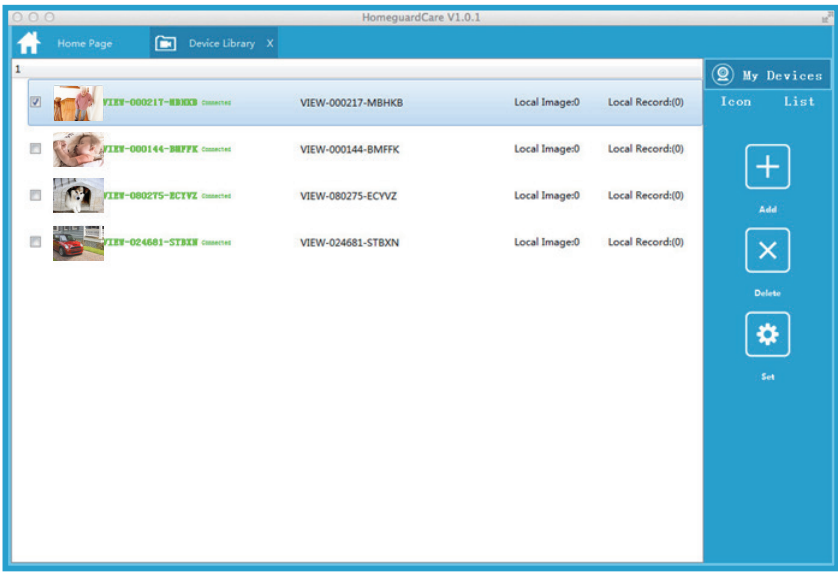 HomeguardCare V1.0.1
Home Page
Device Library X
1
VIEW-000217-MBHKB Connected VIEW-000217-MBHKB Local Image:0 Local Record:(0)
VIEW-000144-BMFFK Connected VIEW-000144-BMFFK Local Image:0 Local Record:(0)
VIEW-080275-ECYVZ Connected VIEW-080275-ECYVZ Local Image:0 Local Record:(0)
VIEW-024681-STBXN Connected VIEW-024681-STBXN Local Image:0 Local Record:(0)
My Devices
Icon List
Add
Delete
Set